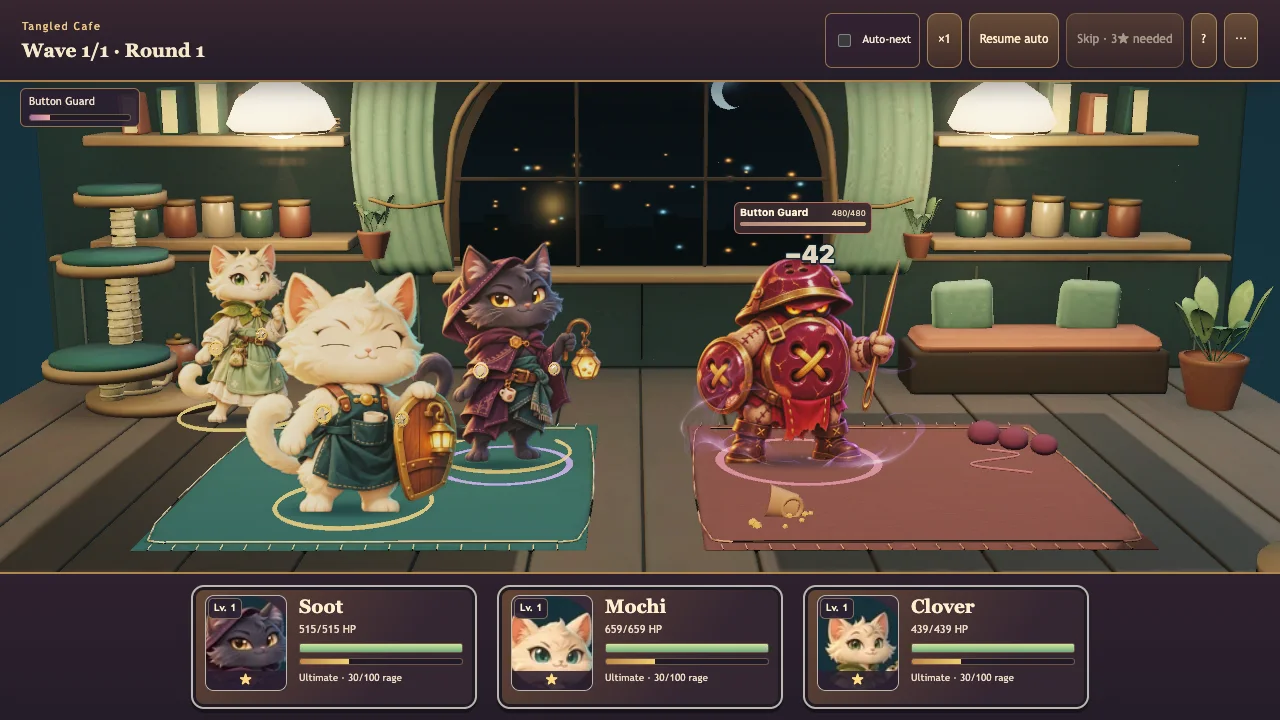 Tangled Cafe
Wave 1/1 · Round 1
Auto-next
×1
Resume auto
Skip · 3★ needed
?
...
Button Guard
Button Guard 480/480
-42
Lv. 1
Soot
515/515 HP
Ultimate · 30/100 rage
Lv. 1
Mochi
659/659 HP
Ultimate · 30/100 rage
Lv. 1
Clover
439/439 HP
Ultimate · 30/100 rage